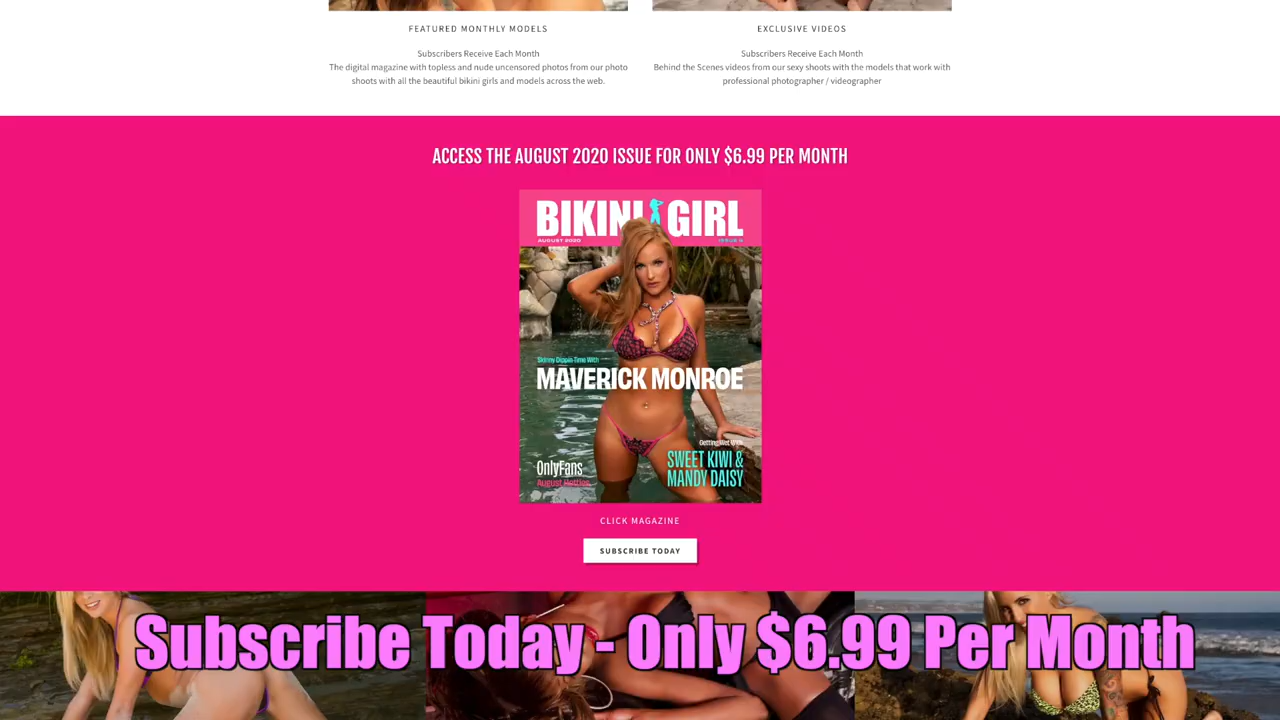 FEATURED MONTHLY MODELS
Subscribers Receive Each Month
The digital magazine with topless and nude uncensored photos from our photo
shoots with all the beautiful bikini girls and models across the web.
EXCLUSIVE VIDEOS
Subscribers Receive Each Month
Behind the Scenes videos from our sexy shoots with the models that work with
professional photographer / videographer
ACCESS THE AUGUST 2020 ISSUE FOR ONLY $6.99 PER MONTH
BIKINI GIRL
AUGUST 2020
Skinny Dippin Time With
MAVERICK MONROE
Getting Wet With
SWEET KIWI &
MANDY DAISY
OnlyFans
August Hotties
CLICK MAGAZINE
SUBSCRIBE TODAY
Subscribe Today - Only $6.99 Per Month